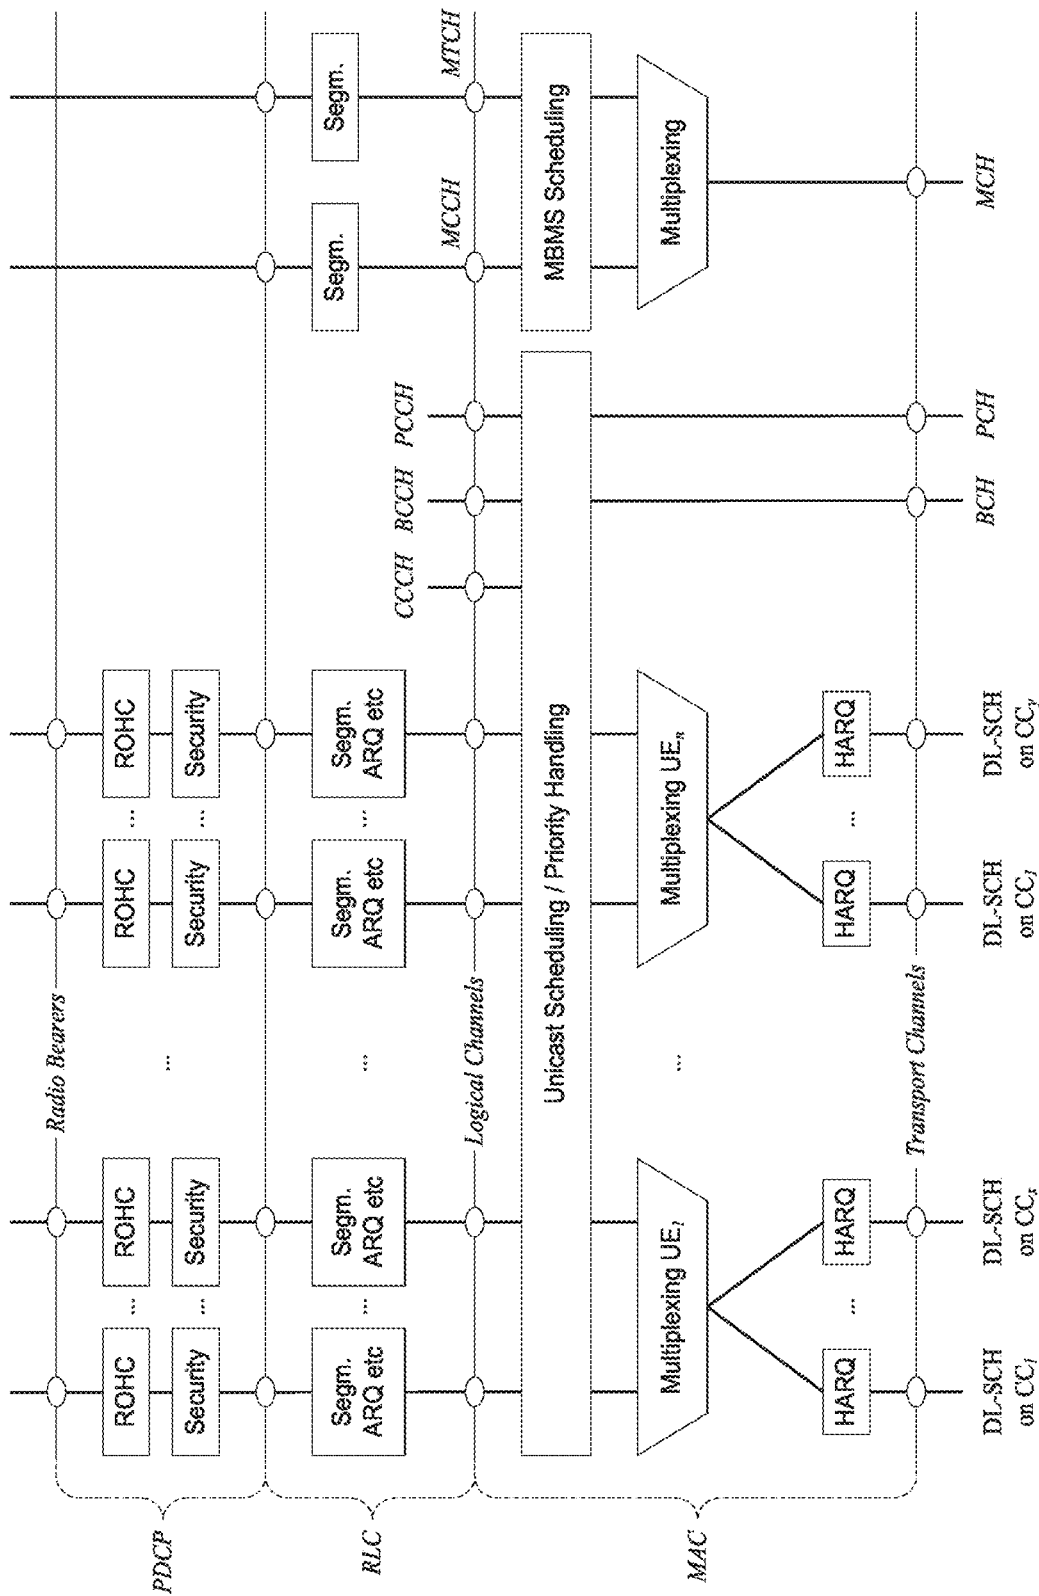 Radio Bearers
PDCP
ROHC
...
ROHC
ROHC
...
ROHC
...
Security
...
Security
Security
...
Security
RLC
Segm.
ARQ etc
...
Segm.
ARQ etc
...
Segm.
ARQ etc
...
Segm.
ARQ etc
Segm.
Segm.
Logical Channels
CCCH
BCCH
PCCH
MCCH
MTCH
MAC
Unicast Scheduling / Priority Handling
MBMS Scheduling
Multiplexing UE₁
...
Multiplexing UEₙ
Multiplexing
HARQ
...
HARQ
HARQ
...
HARQ
Transport Channels
DL-SCH
on CC₁
DL-SCH
on CCₓ
DL-SCH
on CC₁
DL-SCH
on CCy
BCH
PCH
MCH